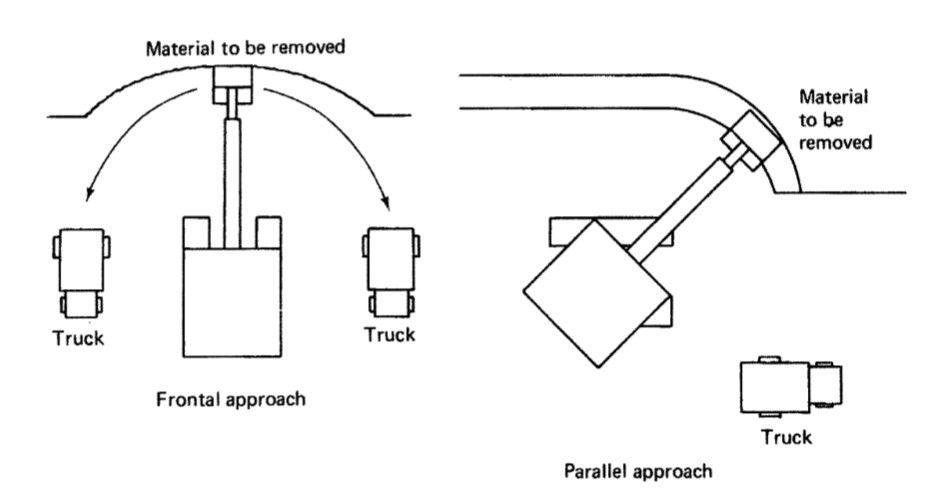 Material to be removed
Truck
Truck
Frontal approach
Material
to be
removed
Truck
Parallel approach